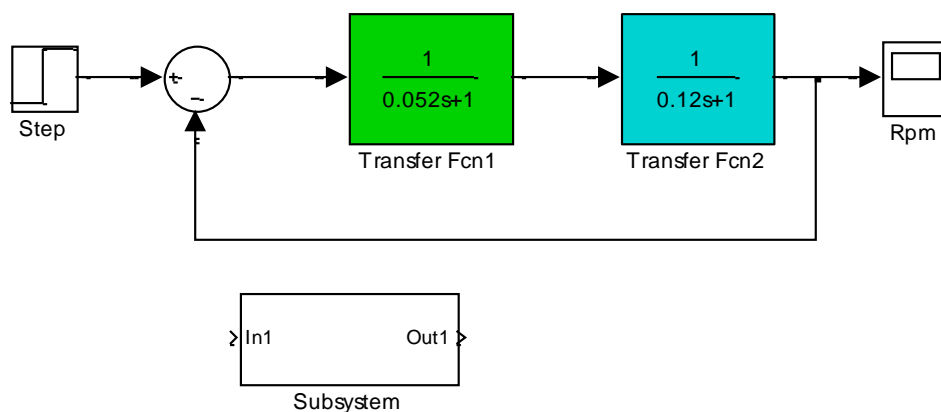 1
1
0.052s+1
0.12s+1
Step
Transfer Fcn1
Transfer Fcn2
Rpm
In1
Out1
Subsystem